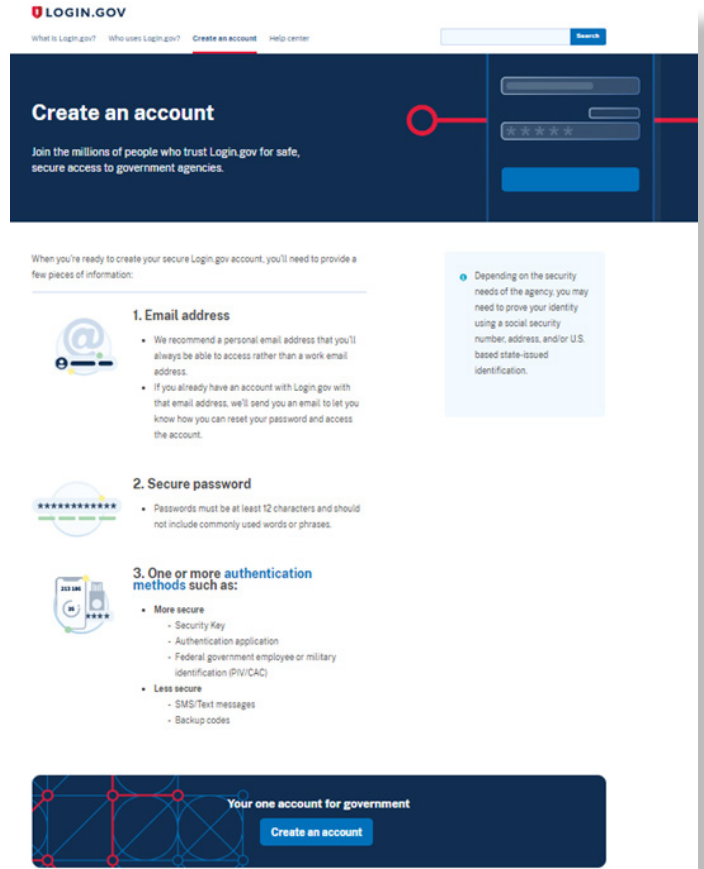 LOGIN.GOV
What is Login.gov? Who uses Login.gov? Create an account Help center Search
Create an account
Join the millions of people who trust Login.gov for safe,
secure access to government agencies.
*****
When you're ready to create your secure Login.gov account, you'll need to provide a
few pieces of information:
Depending on the security
needs of the agency, you may
need to prove your identity
using a social security
number, address, and/or U.S.
based state-issued
identification.
@
1. Email address
• We recommend a personal email address that you'll
always be able to access rather than a work email
address.
• If you already have an account with Login.gov with
that email address, we'll send you an email to let you
know how you can reset your password and access
the account.
************
2. Secure password
• Passwords must be at least 12 characters and should
not include commonly used words or phrases.
213 186
****
3. One or more authentication
methods such as:
• More secure
- Security Key
- Authentication application
- Federal government employee or military
identification (PIV/CAC)
• Less secure
- SMS/Text messages
- Backup codes
Your one account for government
Create an account